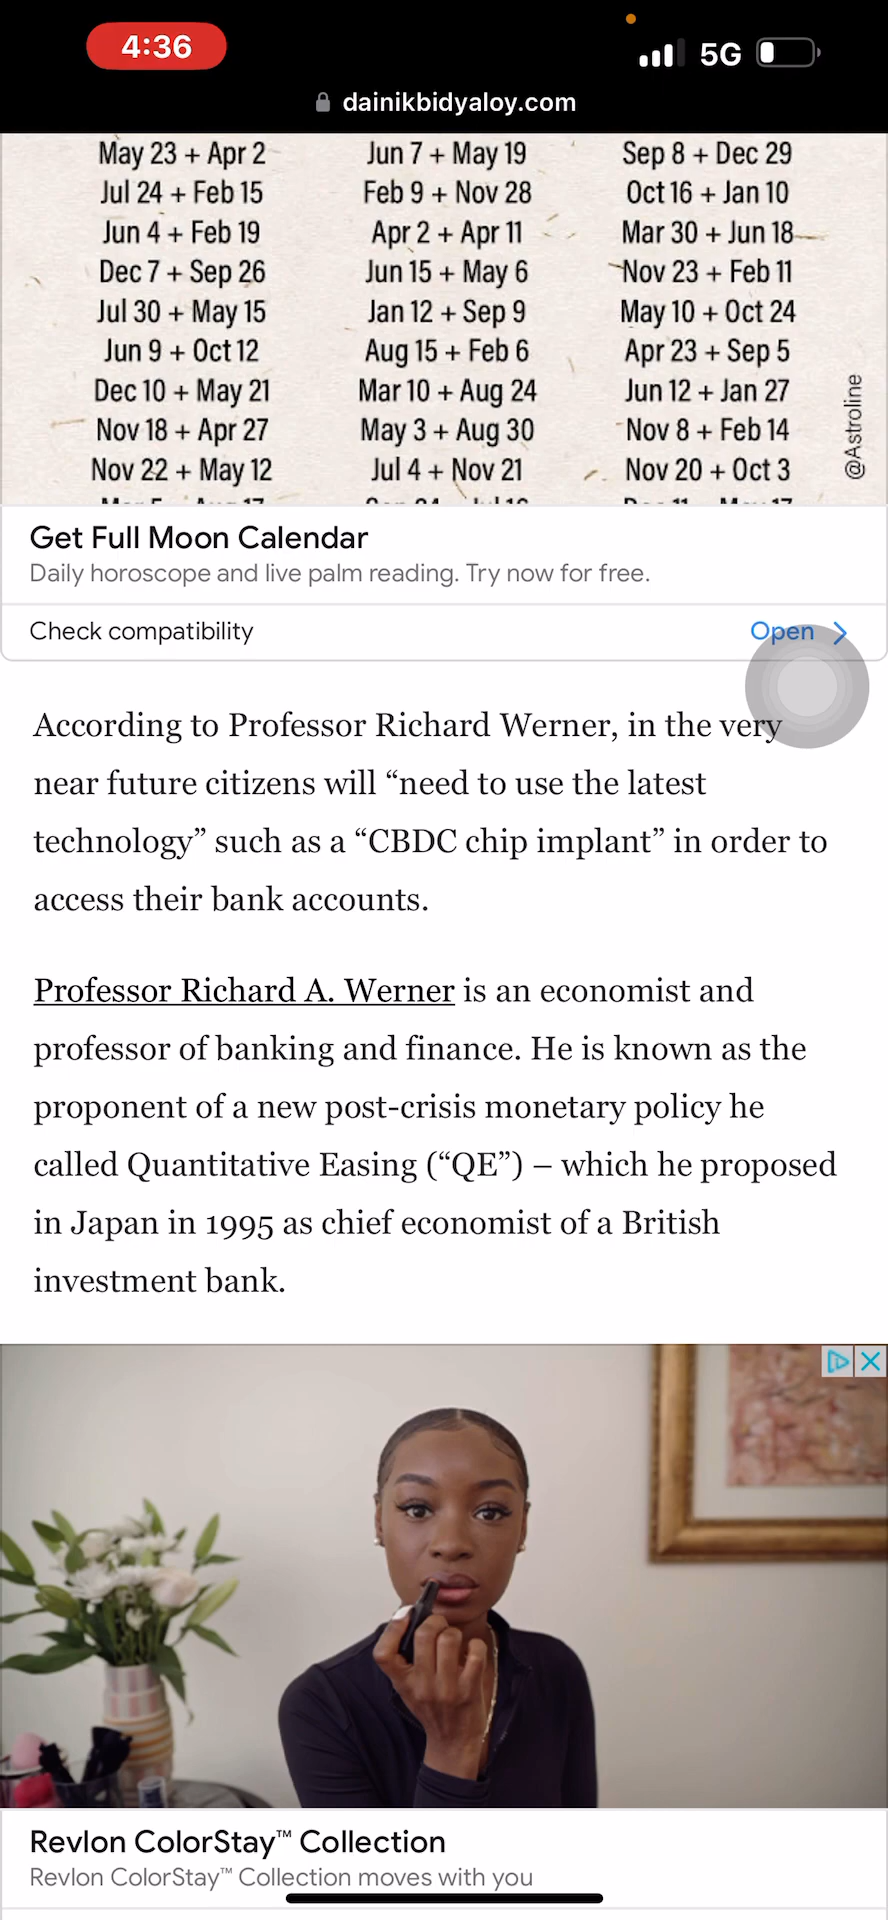 4:36
5G
dainikbidyaloy.com
May 23 + Apr 2 Jun 7 + May 19 Sep 8 + Dec 29
Jul 24 + Feb 15 Feb 9 + Nov 28 Oct 16 + Jan 10
Jun 4 + Feb 19 Apr 2 + Apr 11 Mar 30 + Jun 18
Dec 7 + Sep 26 Jun 15 + May 6 Nov 23 + Feb 11
Jul 30 + May 15 Jan 12 + Sep 9 May 10 + Oct 24
Jun 9 + Oct 12 Aug 15 + Feb 6 Apr 23 + Sep 5
Dec 10 + May 21 Mar 10 + Aug 24 Jun 12 + Jan 27
Nov 18 + Apr 27 May 3 + Aug 30 Nov 8 + Feb 14
Nov 22 + May 12 Jul 4 + Nov 21 Nov 20 + Oct 3
@Astroline
Get Full Moon Calendar
Daily horoscope and live palm reading. Try now for free.
Check compatibility
Open
According to Professor Richard Werner, in the very
near future citizens will “need to use the latest
technology” such as a “CBDC chip implant” in order to
access their bank accounts.
Professor Richard A. Werner is an economist and
professor of banking and finance. He is known as the
proponent of a new post-crisis monetary policy he
called Quantitative Easing (“QE”) – which he proposed
in Japan in 1995 as chief economist of a British
investment bank.
Revlon ColorStay™ Collection
Revlon ColorStay™ Collection moves with you